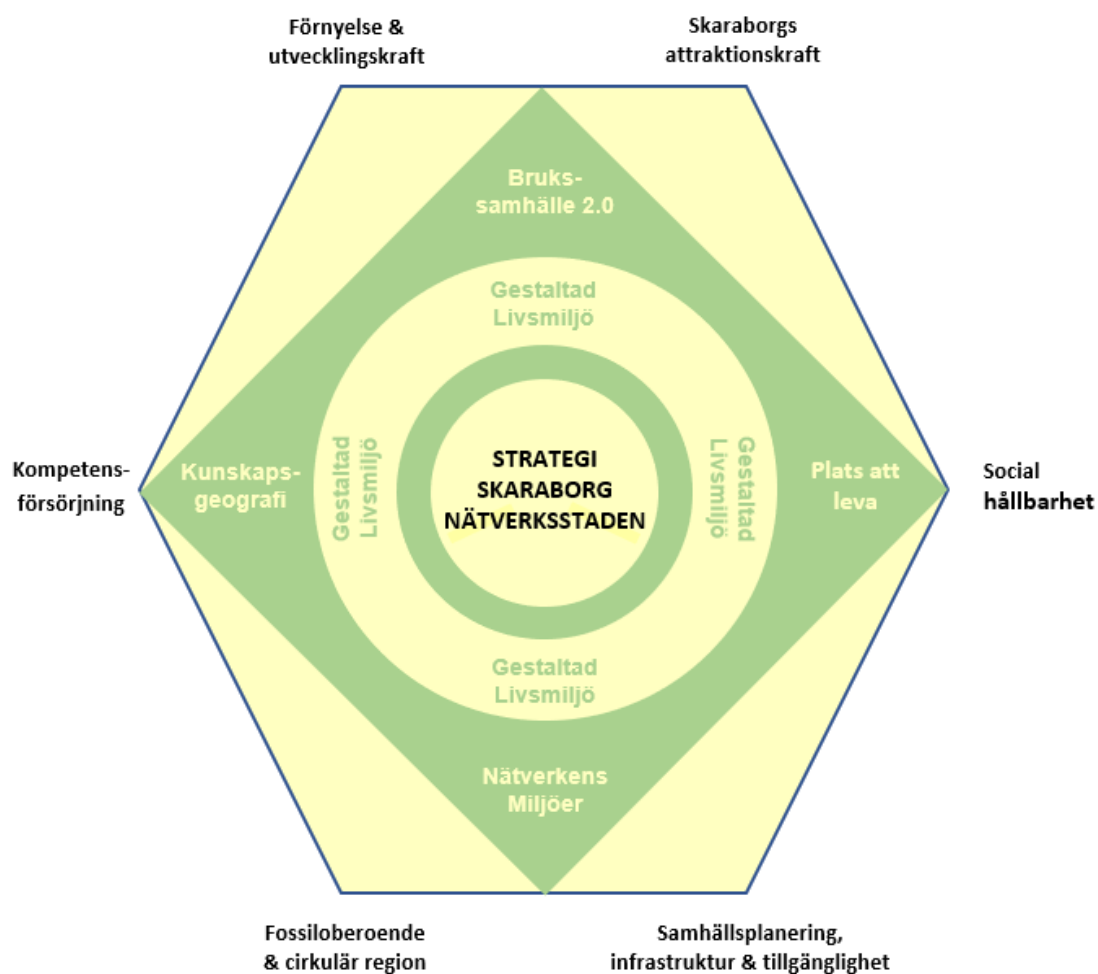 Förnyelse &
utvecklingskraft
Skaraborgs
attraktionskraft
Bruks-
samhälle 2.0
Gestaltad
Livsmiljö
Kompetens-
försörjning
Kunskaps-
geografi
Gestaltad
Livsmiljö
STRATEGI
SKARABORG
NÄTVERKSSTADEN
Gestaltad
Livsmiljö
Plats att
leva
Social
hållbarhet
Gestaltad
Livsmiljö
Nätverkens
Miljöer
Fossiloberoende
& cirkulär region
Samhällsplanering,
infrastruktur & tillgänglighet